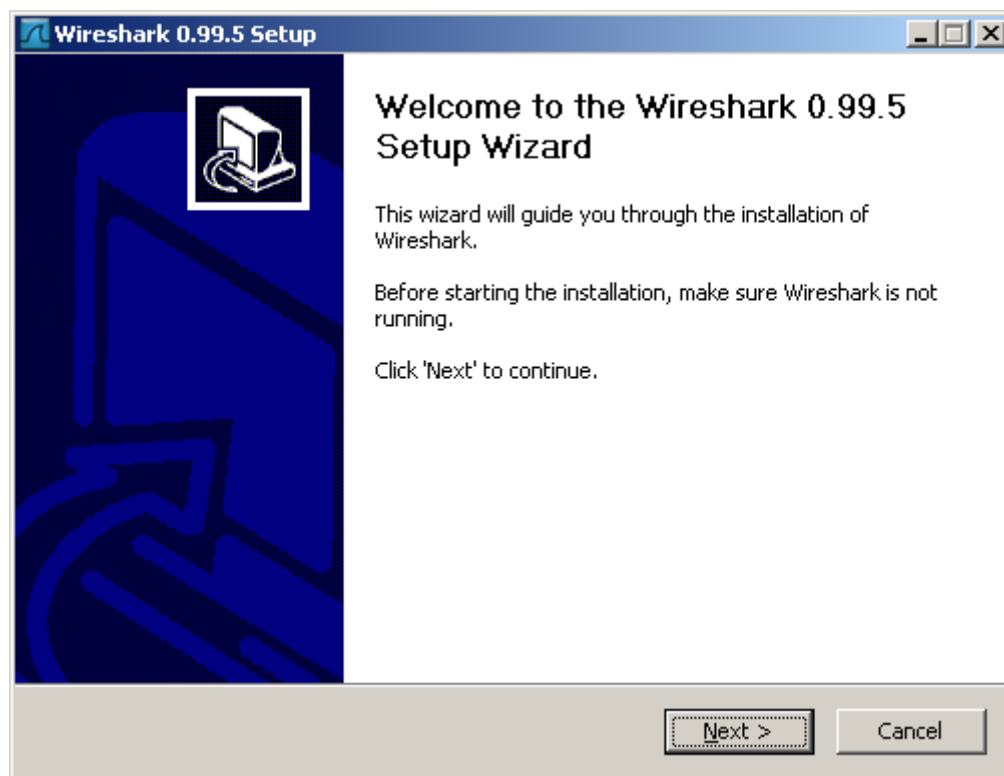 Wireshark 0.99.5 Setup
Welcome to the Wireshark 0.99.5
Setup Wizard
This wizard will guide you through the installation of
Wireshark.
Before starting the installation, make sure Wireshark is not
running.
Click 'Next' to continue.
Next >
Cancel